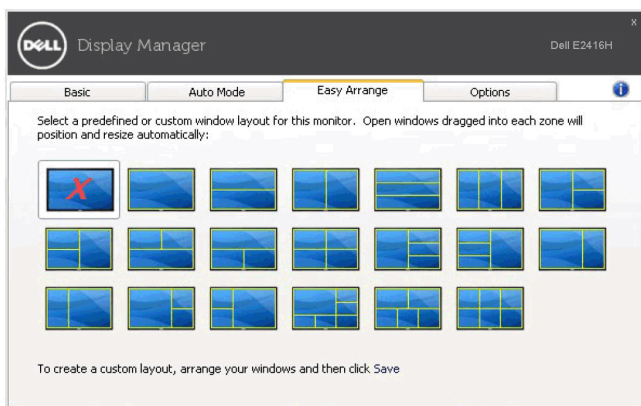 DELL Display Manager
x
Dell E2416H
Basic Auto Mode Easy Arrange Options i
Select a predefined or custom window layout for this monitor. Open windows dragged into each zone will
position and resize automatically:
X
To create a custom layout, arrange your windows and then click Save